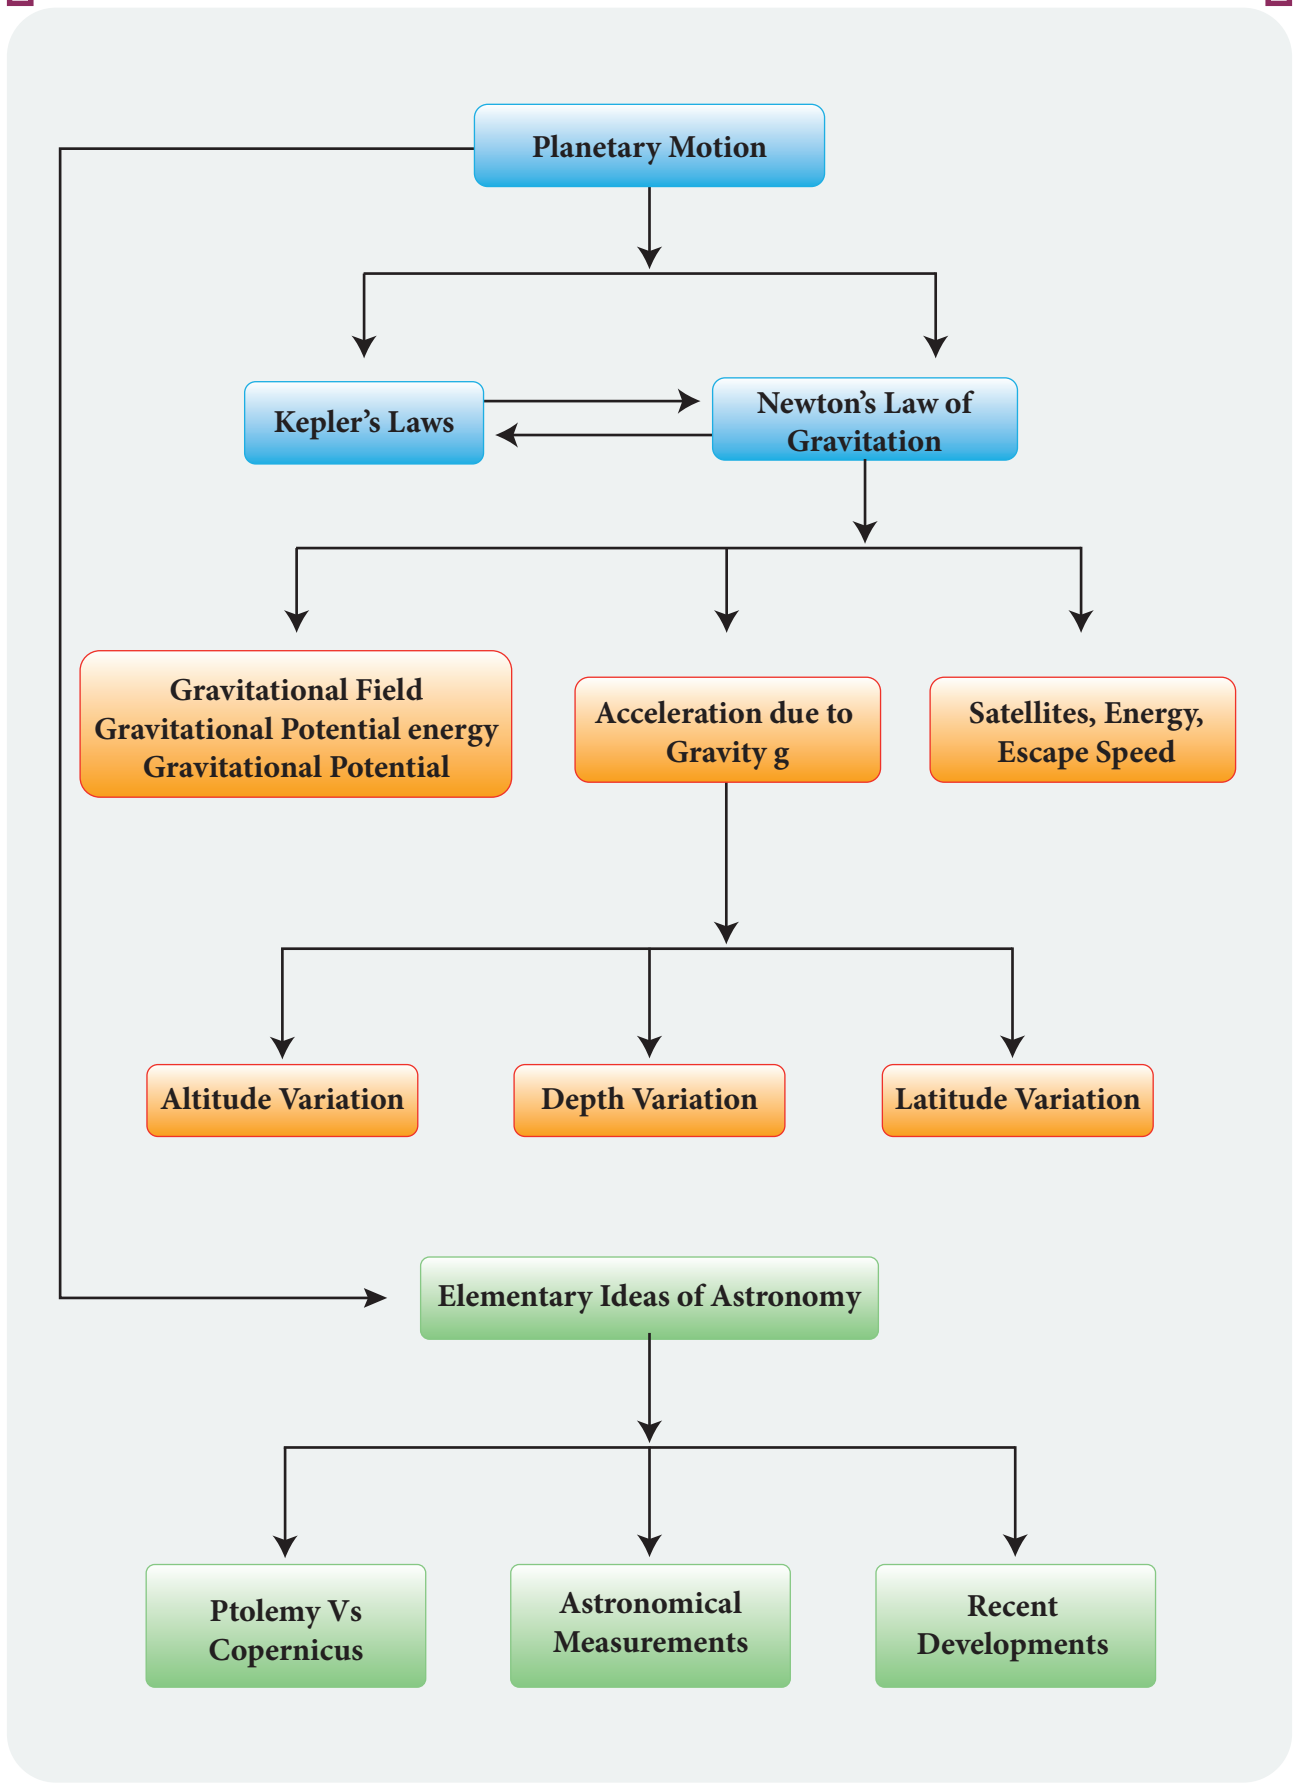 Planetary Motion
Kepler’s Laws
Newton’s Law of
Gravitation
Gravitational Field
Gravitational Potential energy
Gravitational Potential
Acceleration due to
Gravity g
Satellites, Energy,
Escape Speed
Altitude Variation
Depth Variation
Latitude Variation
Elementary Ideas of Astronomy
Ptolemy Vs
Copernicus
Astronomical
Measurements
Recent
Developments